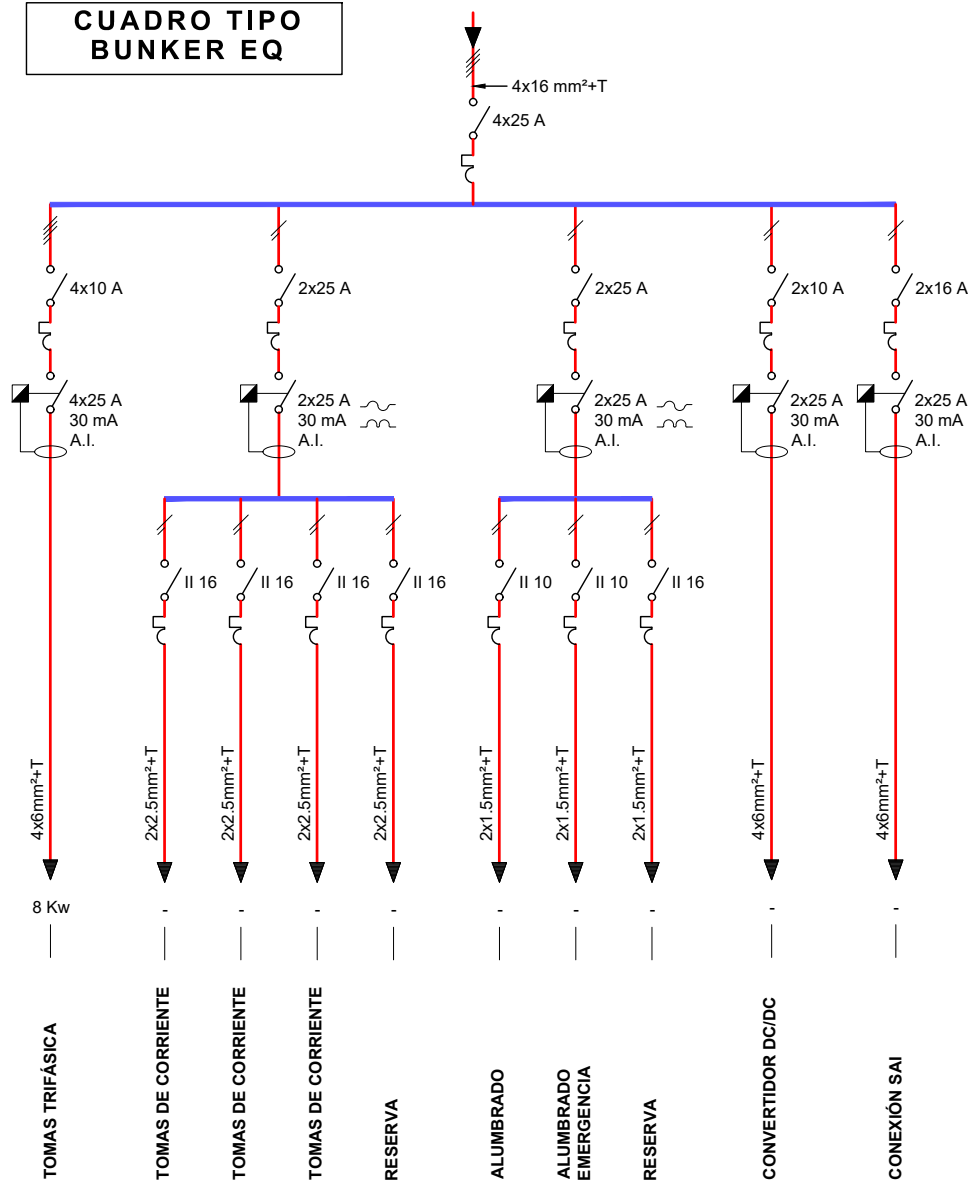 CUADRO TIPO
BUNKER EQ
4x16 mm²+T
4x25 A
4x10 A
2x25 A
2x25 A
2x10 A
2x16 A
4x25 A
30 mA
A.I.
2x25 A
30 mA
A.I.
2x25 A
30 mA
A.I.
2x25 A
30 mA
A.I.
2x25 A
30 mA
A.I.
II 16
II 16
II 16
II 16
II 10
II 10
II 16
4x6mm²+T
2x2.5mm²+T
2x2.5mm²+T
2x2.5mm²+T
2x2.5mm²+T
2x1.5mm²+T
2x1.5mm²+T
2x1.5mm²+T
4x6mm²+T
4x6mm²+T
8 Kw
-
-
-
-
-
-
-
-
-
TOMAS TRIFÁSICA
TOMAS DE CORRIENTE
TOMAS DE CORRIENTE
TOMAS DE CORRIENTE
RESERVA
ALUMBRADO
ALUMBRADO
EMERGENCIA
RESERVA
CONVERTIDOR DC/DC
CONEXIÓN SAI